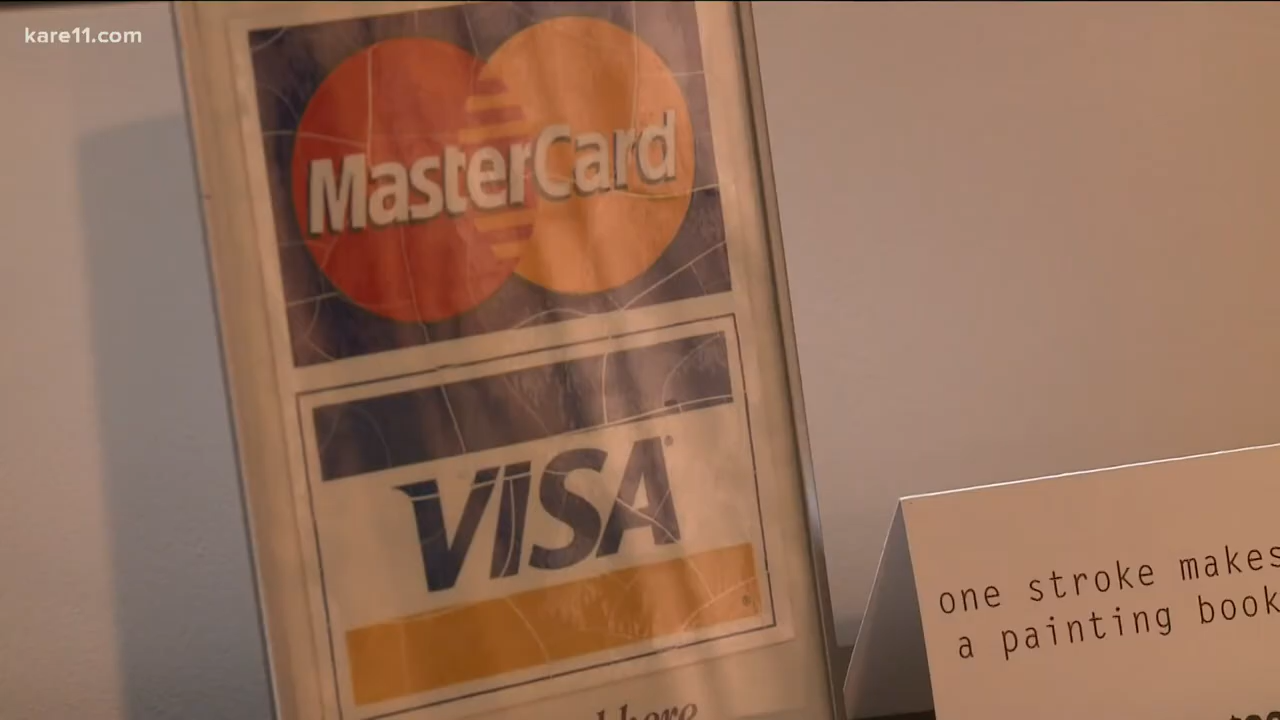 kare11.com
MasterCard
VISA
one stroke makes
a painting book